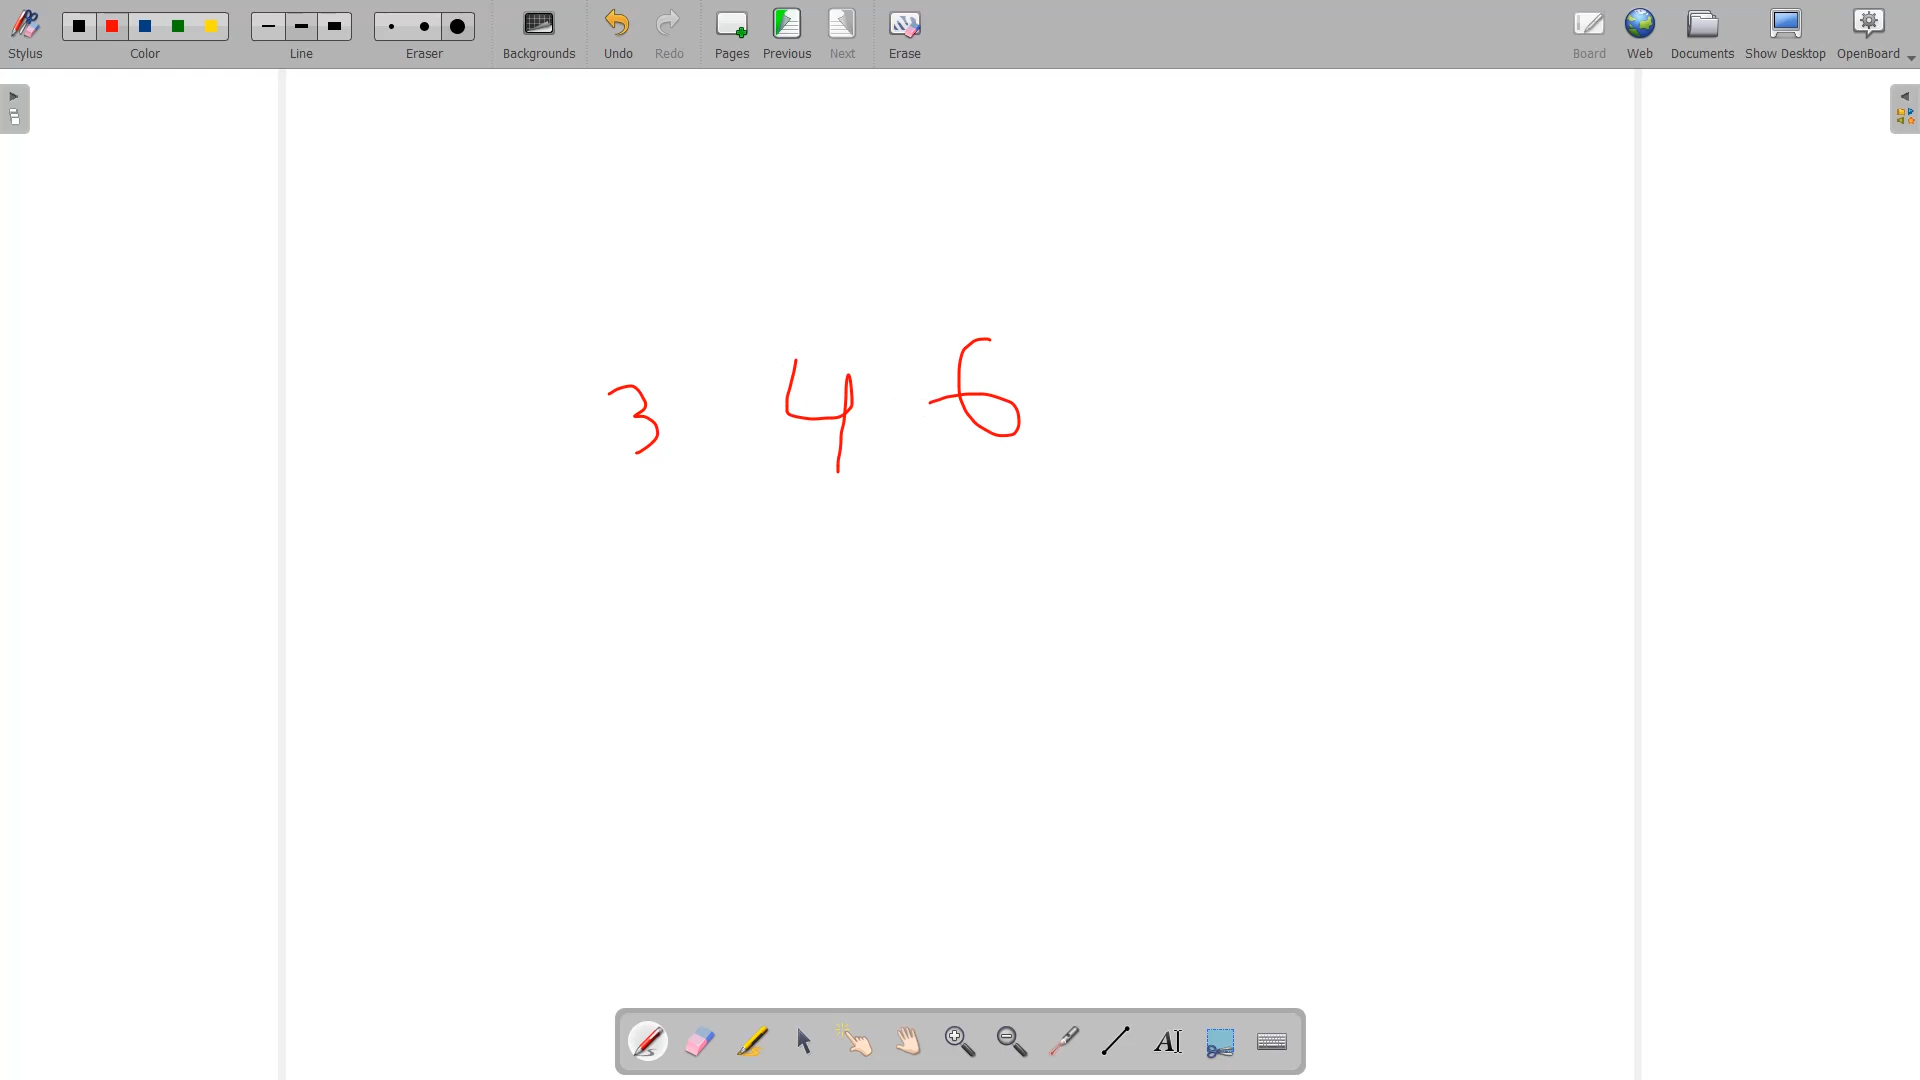 Stylus Color Line Eraser Backgrounds Undo Redo Pages Previous Next Erase Board Web Documents Show Desktop OpenBoard
3 4 6
A